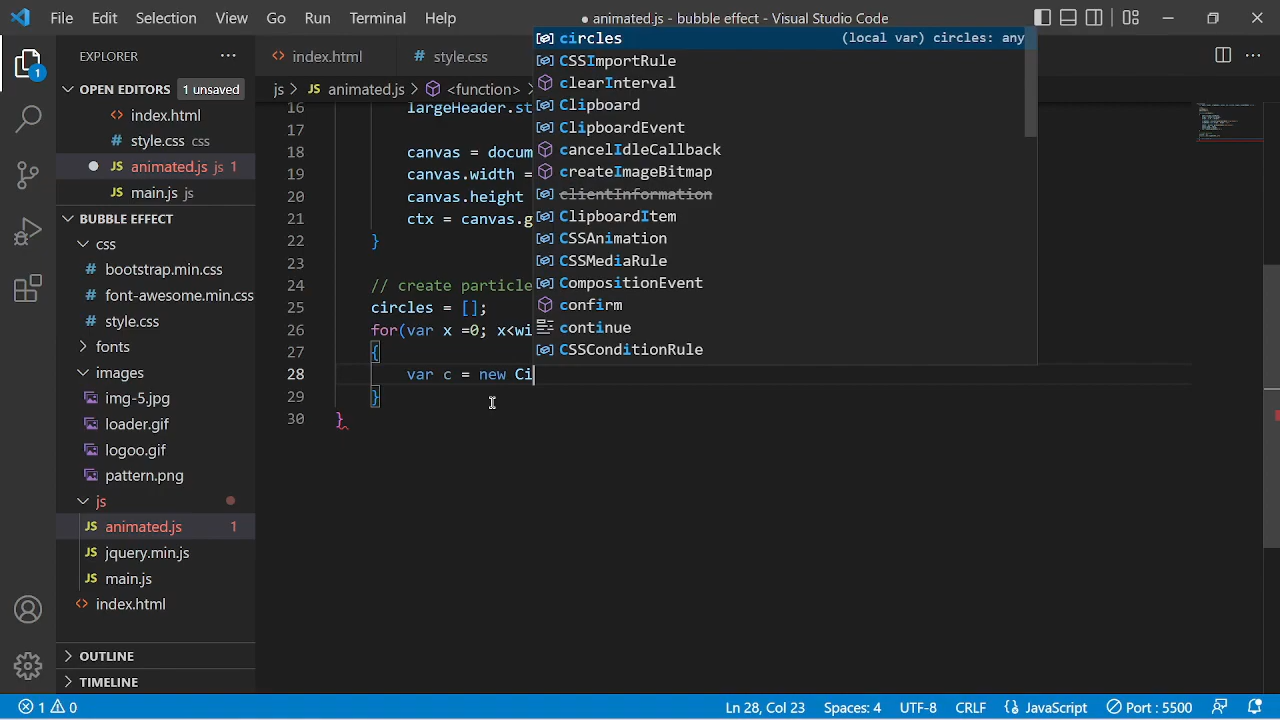 File Edit Selection View Go Run Terminal Help
● animated.js - bubble effect - Visual Studio Code
EXPLORER
OPEN EDITORS 1 unsaved
index.html
style.css css
animated.js js 1
main.js js
BUBBLE EFFECT
css
bootstrap.min.css
font-awesome.min.css
style.css
fonts
images
img-5.jpg
loader.gif
logoo.gif
pattern.png
js
animated.js 1
jquery.min.js
main.js
index.html
OUTLINE
TIMELINE
1
index.html
style.css
js > JS animated.js > <function> >
16 largeHeader.st
17
18 canvas = docum
19 canvas.width =
20 canvas.height
21 ctx = canvas.g
22 }
23
24 // create particle
25 circles = [];
26 for(var x =0; x<wi
27 {
28 var c = new Ci
29 }
30 }
circles (local var) circles: any
CSSImportRule
clearInterval
Clipboard
ClipboardEvent
cancelIdleCallback
createImageBitmap
clientInformation
ClipboardItem
CSSAnimation
CSSMediaRule
CompositionEvent
confirm
continue
CSSConditionRule
1 0 Ln 28, Col 23 Spaces: 4 UTF-8 CRLF JavaScript Port : 5500